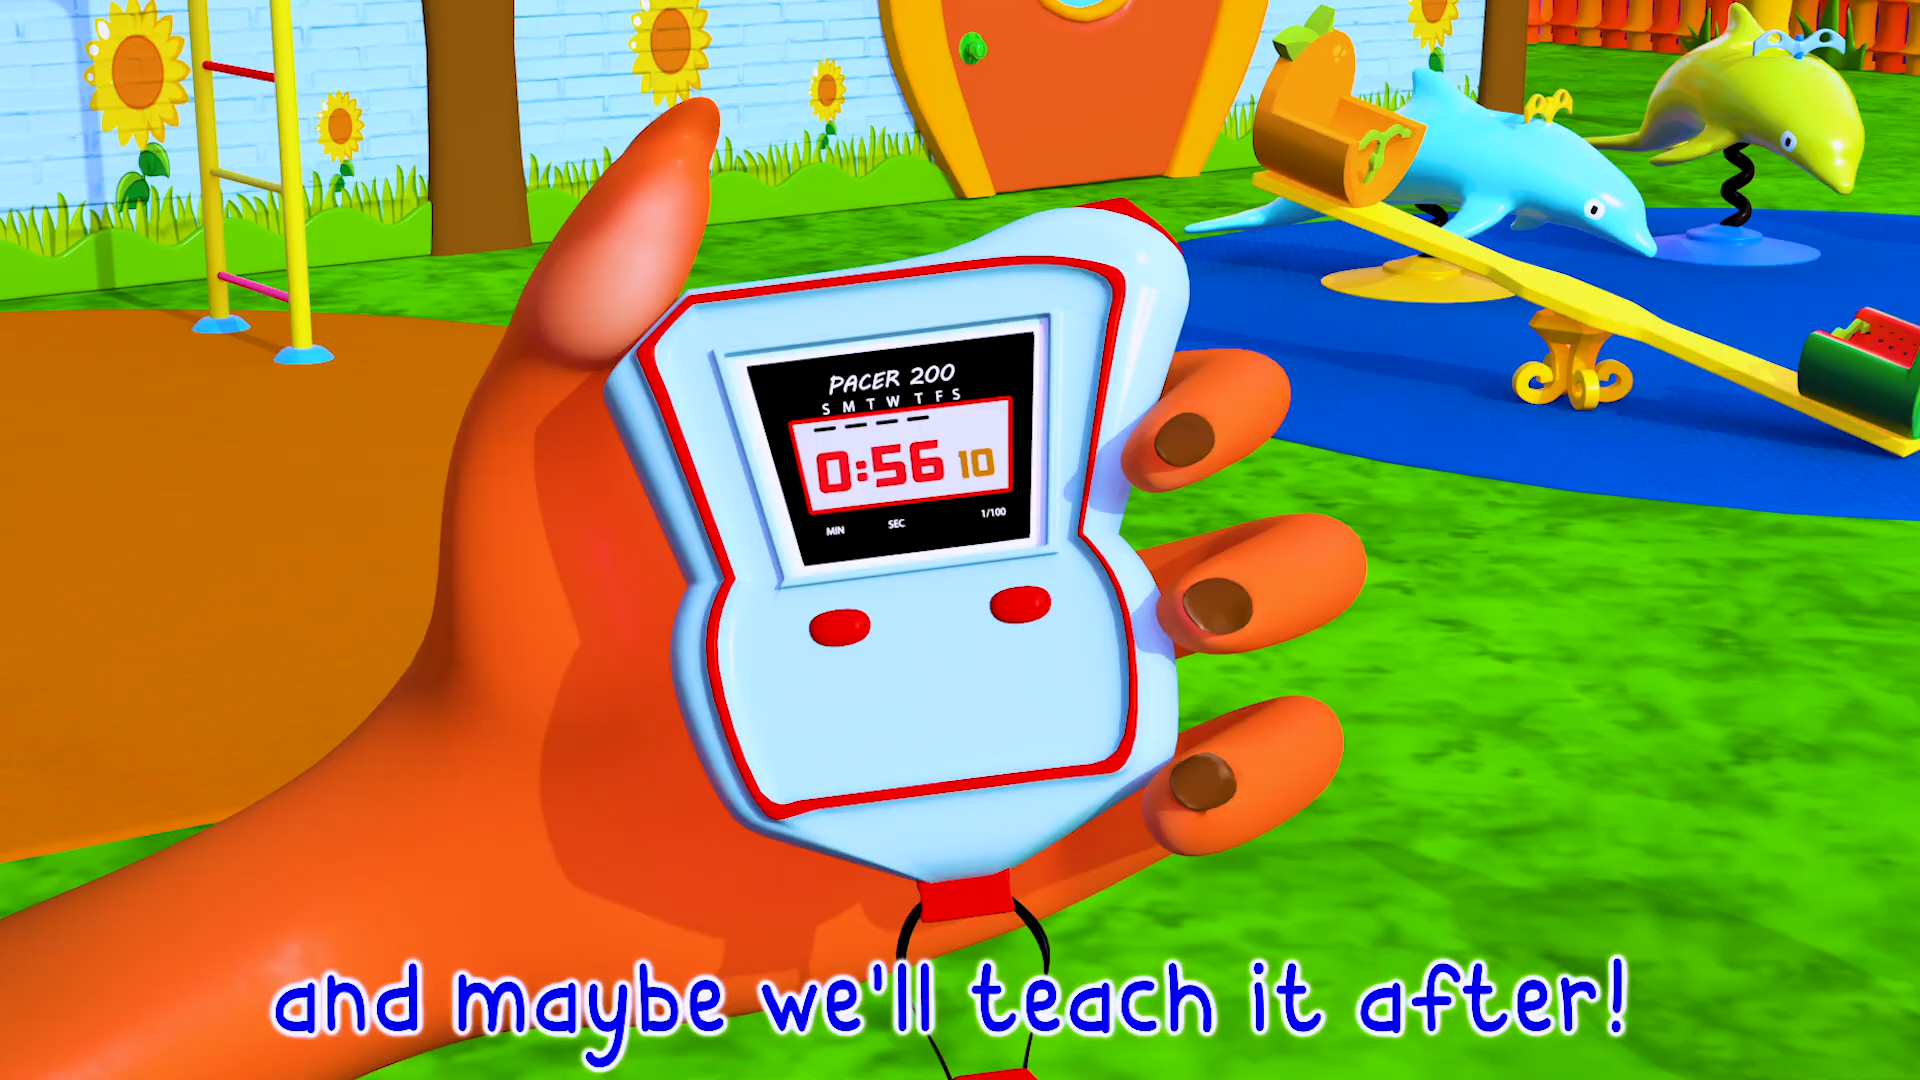 PACER 200
S M T W T F S
0:56 10
MIN SEC 1/100
and maybe we'll teach it after!